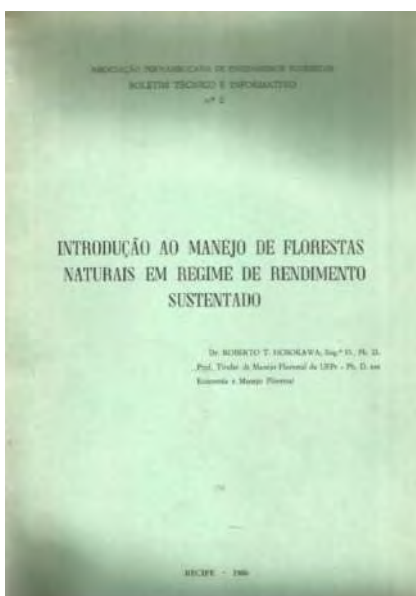 ASSOCIAÇÃO PERNAMBUCANA DE ENGENHEIROS FLORESTAIS
BOLETIM TÉCNICO E INFORMATIVO
nº 2
INTRODUÇÃO AO MANEJO DE FLORESTAS
NATURAIS EM REGIME DE RENDIMENTO
SUSTENTADO
Dr. ROBERTO T. HOSOKAWA, Eng.º F., Ph. D.
Prof. Titular de Manejo Florestal da UFPr - Ph. D. em
Economia e Manejo Florestal
RECIFE - 1986